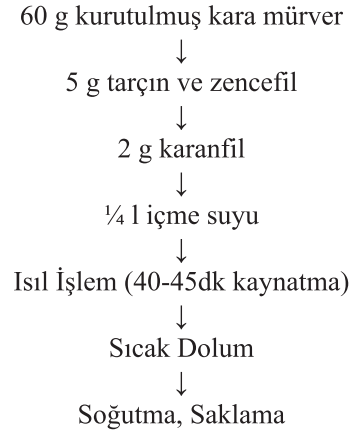 60 g kurutulmuş kara mürver
↓
5 g tarçın ve zencefil
↓
2 g karanfil
↓
¼ l içme suyu
↓
Isıl İşlem (40-45dk kaynatma)
↓
Sıcak Dolum
↓
Soğutma, Saklama